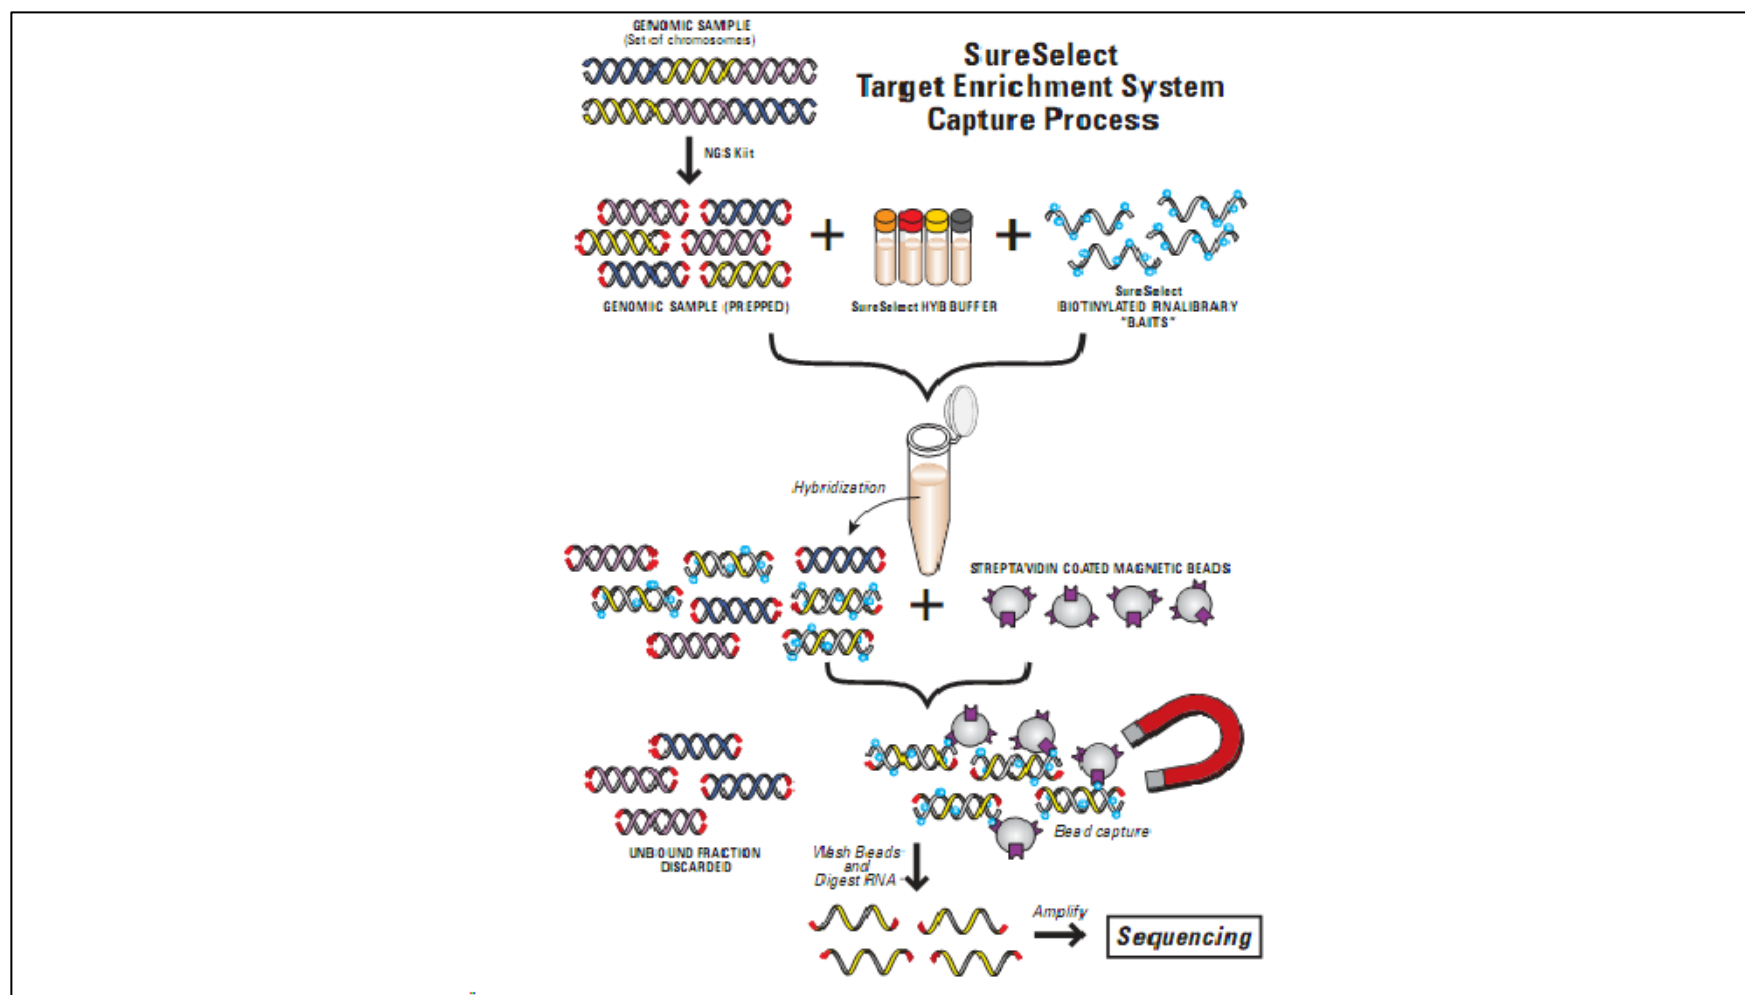 GENOMIC SAMPLE
(Set of chromosomes)
SureSelect
Target Enrichment System
Capture Process
NGS Kit
GENOMIC SAMPLE (PREPPED)
SureSelect HYB BUFFER
SureSelect
BIOTINYLATED RNA LIBRARY
"BAITS"
Hybridization
STREPTAVIDIN COATED MAGNETIC BEADS
Bead capture
UNBOUND FRACTION
DISCARDED
Wash Beads
and
Digest RNA
Amplify
Sequencing